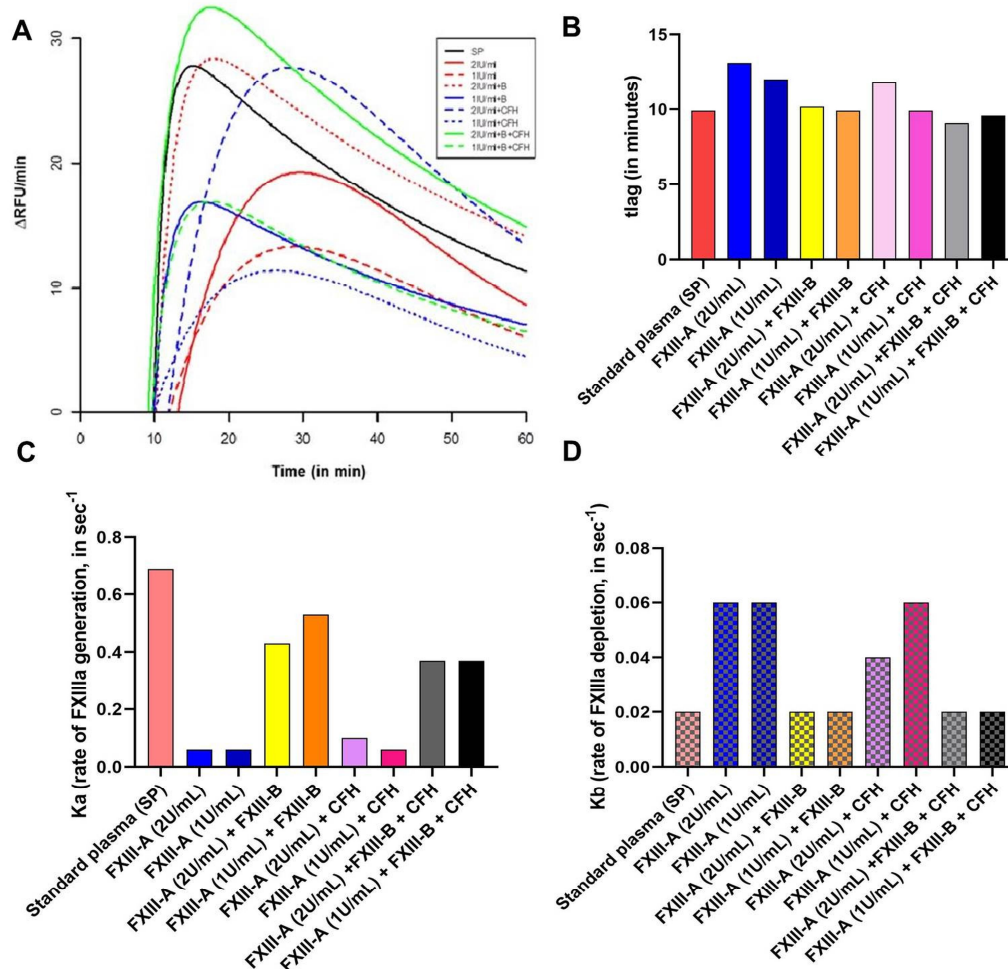 A
30
20
10
0
ΔRFU/min
0 10 20 30 40 50 60
Time (in min)
SP
2IU/ml
1IU/ml
2IU/ml+B
1IU/ml+B
2IU/ml+CFH
1IU/ml+CFH
2IU/ml+B+CFH
1IU/ml+B+CFH
B
15
10
5
0
tlag (in minutes)
Standard plasma (SP)
FXIII-A (2U/mL)
FXIII-A (1U/mL)
FXIII-A (2U/mL) + FXIII-B
FXIII-A (1U/mL) + FXIII-B
FXIII-A (2U/mL) + CFH
FXIII-A (1U/mL) + CFH
FXIII-A (2U/mL) +FXIII-B + CFH
FXIII-A (1U/mL) + FXIII-B + CFH
C
0.8
0.6
0.4
0.2
0.0
Ka (rate of FXIIIa generation, in sec⁻¹
Standard plasma (SP)
FXIII-A (2U/mL)
FXIII-A (1U/mL)
FXIII-A (2U/mL) + FXIII-B
FXIII-A (1U/mL) + FXIII-B
FXIII-A (2U/mL) + CFH
FXIII-A (1U/mL) + CFH
FXIII-A (2U/mL) +FXIII-B + CFH
FXIII-A (1U/mL) + FXIII-B + CFH
D
0.08
0.06
0.04
0.02
0.00
Kb (rate of FXIIIa depletion, in sec⁻¹)
Standard plasma (SP)
FXIII-A (2U/mL)
FXIII-A (1U/mL)
FXIII-A (2U/mL) + FXIII-B
FXIII-A (1U/mL) + FXIII-B
FXIII-A (2U/mL) + CFH
FXIII-A (1U/mL) + CFH
FXIII-A (2U/mL) +FXIII-B + CFH
FXIII-A (1U/mL) + FXIII-B + CFH